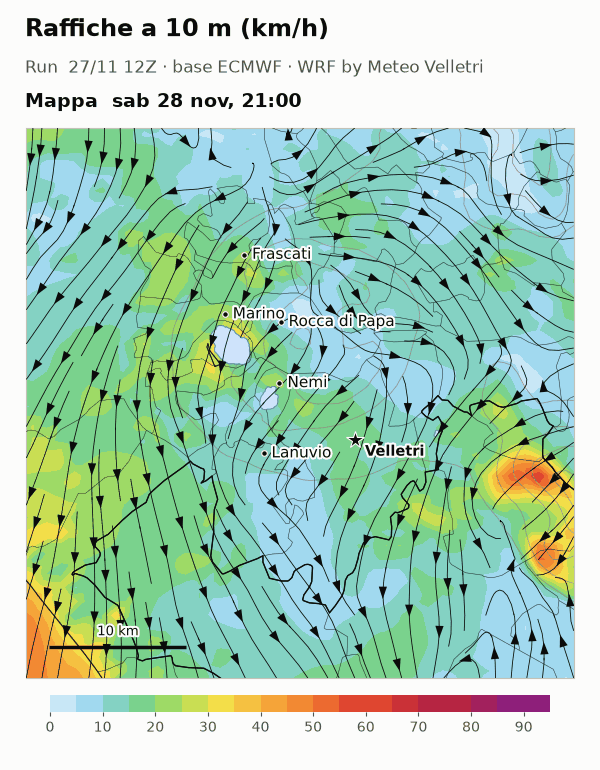 Raffiche a 10 m (km/h)
Run  27/11 12Z · base ECMWF · WRF by Meteo Velletri
Mappa  sab 28 nov, 21:00
Frascati
Marino
Rocca di Papa
Nemi
Lanuvio
Velletri
10 km
0 10 20 30 40 50 60 70 80 90